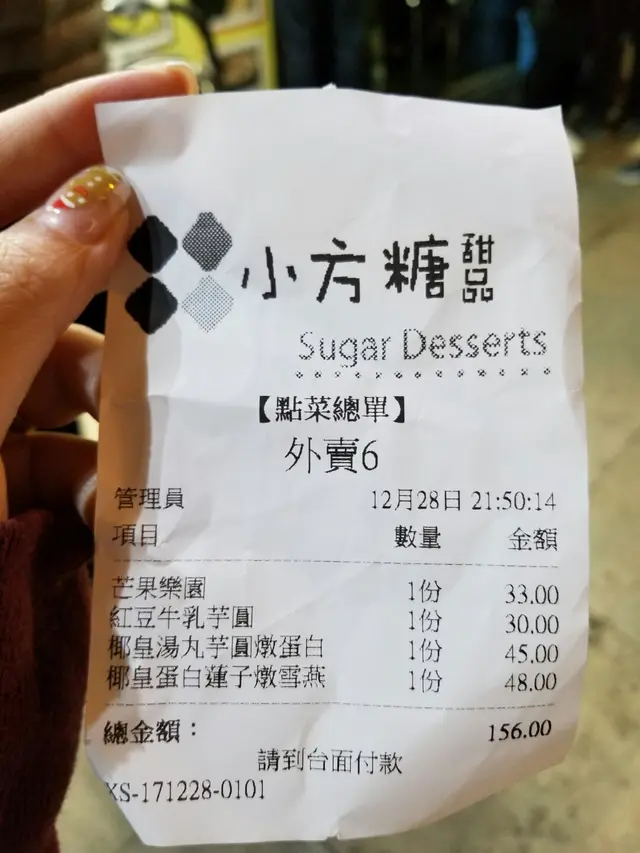 小方糖甜品
Sugar Desserts
【點菜總單】
外賣6
管理員 12月28日 21:50:14
項目 數量 金額
芒果樂園 1份 33.00
紅豆牛乳芋圓 1份 30.00
椰皇湯丸芋圓燉蛋白 1份 45.00
椰皇蛋白蓮子燉雪燕 1份 48.00
總金額： 156.00
請到台面付款
XS-171228-0101